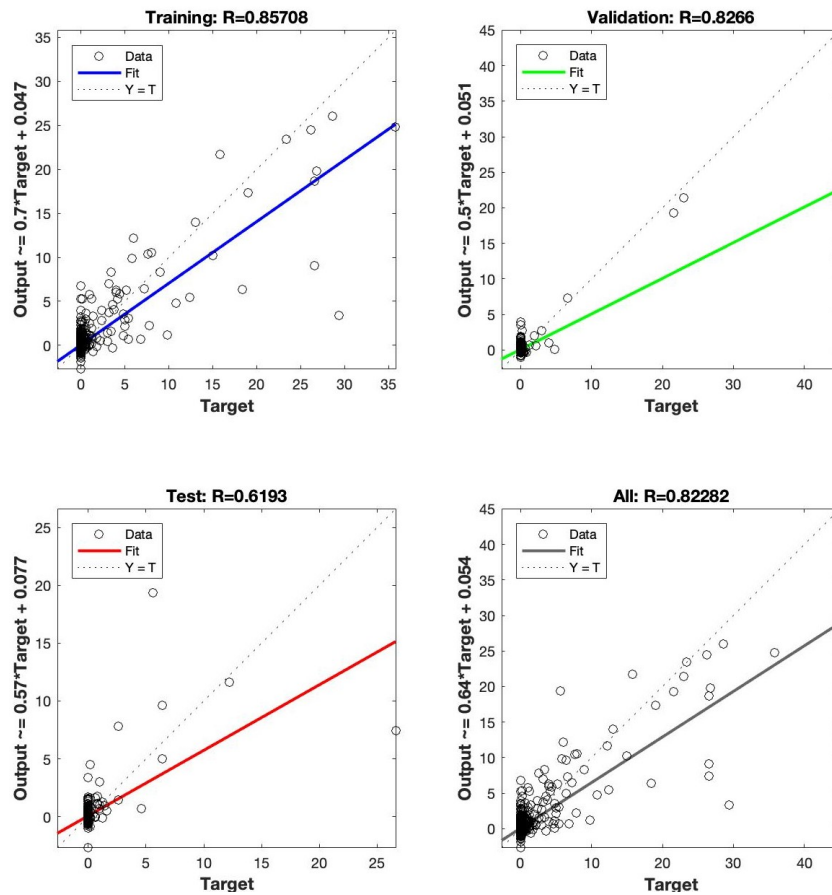 Training: R=0.85708
Output ~= 0.7*Target + 0.047
35
30
25
20
15
10
5
0
Data
Fit
Y = T
0 5 10 15 20 25 30 35
Target
Validation: R=0.8266
Output ~= 0.5*Target + 0.051
45
40
35
30
25
20
15
10
5
0
Data
Fit
Y = T
0 10 20 30 40
Target
Test: R=0.6193
Output ~= 0.57*Target + 0.077
25
20
15
10
5
0
Data
Fit
Y = T
0 5 10 15 20 25
Target
All: R=0.82282
Output ~= 0.64*Target + 0.054
45
40
35
30
25
20
15
10
5
0
Data
Fit
Y = T
0 10 20 30 40
Target